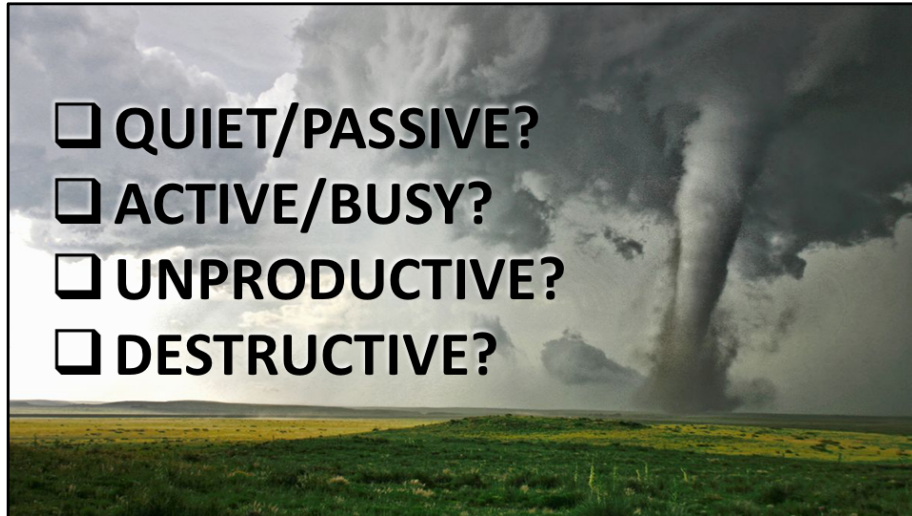 ❑ QUIET/PASSIVE?
❑ ACTIVE/BUSY?
❑ UNPRODUCTIVE?
❑ DESTRUCTIVE?